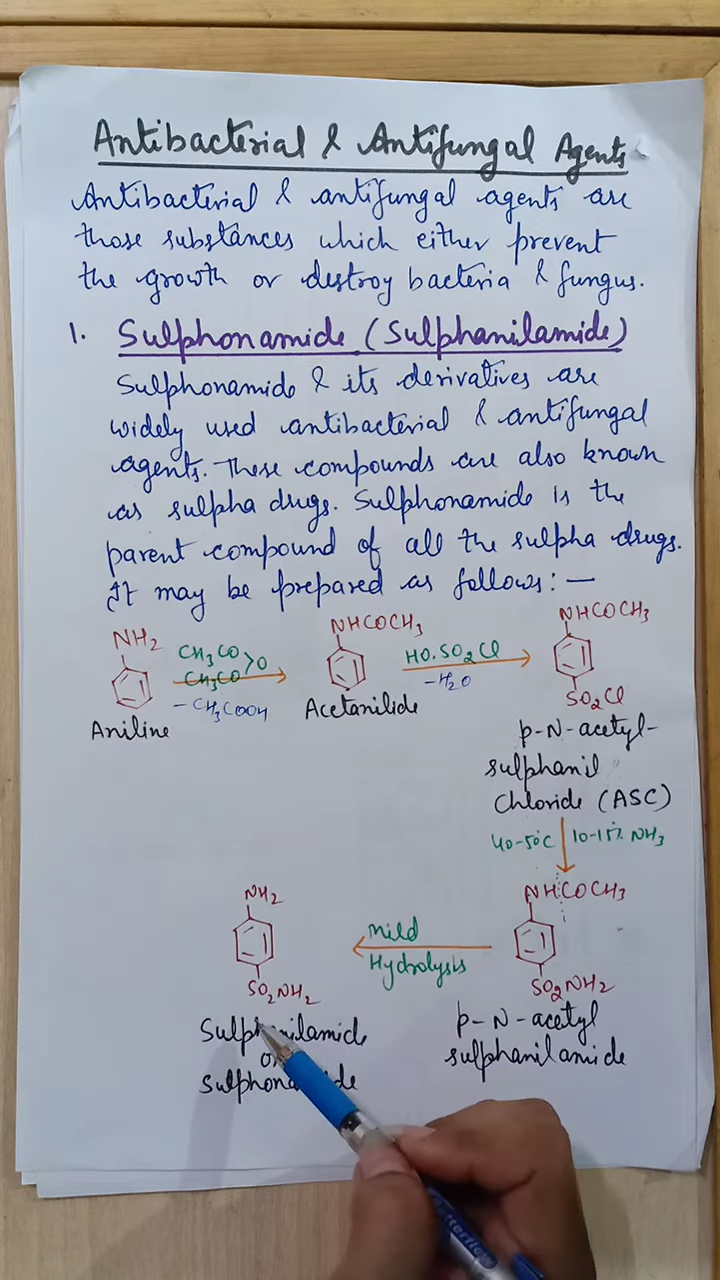 Antibacterial & Antifungal Agents
Antibacterial & antifungal agents are
those substances which either prevent
the growth or destroy bacteria & fungus.
1. Sulphonamide (Sulphanilamide)
Sulphonamide & its derivatives are
widely used antibacterial & antifungal
agents. These compounds are also known
as sulpha drugs. Sulphonamide is the
parent compound of all the sulpha drugs.
It may be prepared as follows:—
NH2
CH3CO
CH3CO >O
-CH3COOH
Aniline
NHCOCH3
Acetanilide
HO.SO2Cl
-H2O
NHCOCH3
SO2Cl
p-N-acetyl-
sulphanil
Chloride (ASC)
40-50°C 10-15% NH3
NHCOCH3
SO2NH2
p-N-acetyl
sulphanilamide
Mild
Hydrolysis
NH2
SO2NH2
Sulphanilamide
or
Sulphonamide
Butterflow